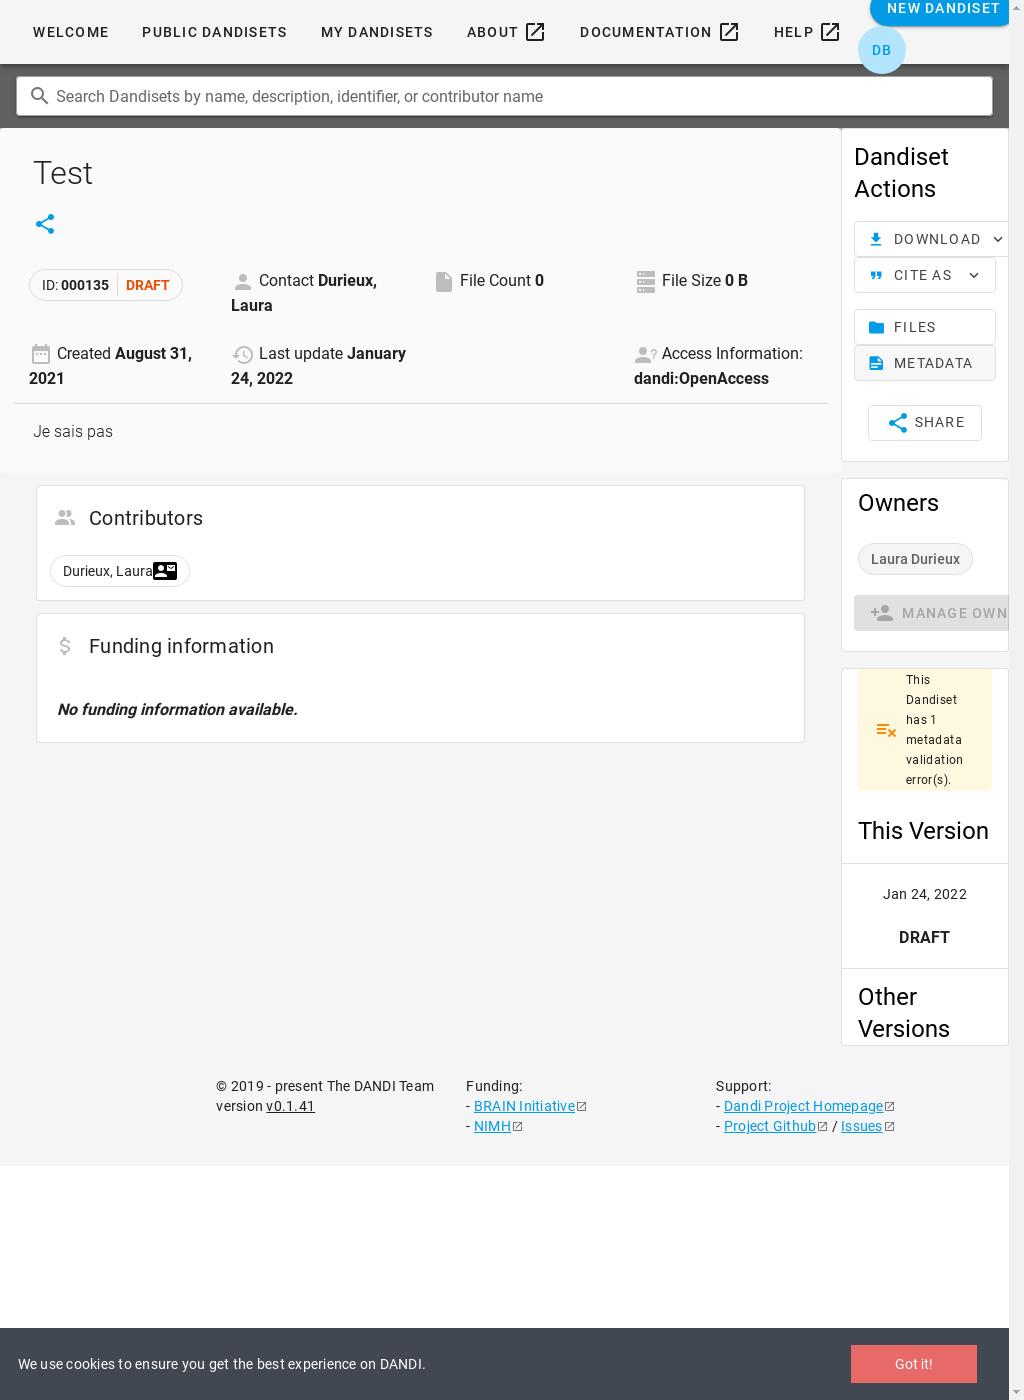 WELCOME
PUBLIC DANDISETS
MY DANDISETS
ABOUT
DOCUMENTATION
HELP
NEW DANDISET
DB
Search Dandisets by name, description, identifier, or contributor name
Test
ID: 000135 DRAFT
Contact Durieux,
Laura
File Count 0
File Size 0 B
Created August 31,
2021
Last update January
24, 2022
Access Information:
dandi:OpenAccess
Je sais pas
Contributors
Durieux, Laura
Funding information
No funding information available.
Dandiset
Actions
DOWNLOAD
CITE AS
FILES
METADATA
SHARE
Owners
Laura Durieux
MANAGE OWN
This
Dandiset
has 1
metadata
validation
error(s).
This Version
Jan 24, 2022
DRAFT
Other
Versions
© 2019 - present The DANDI Team
version v0.1.41
Funding:
- BRAIN Initiative
- NIMH
Support:
- Dandi Project Homepage
- Project Github / Issues
We use cookies to ensure you get the best experience on DANDI.
Got it!